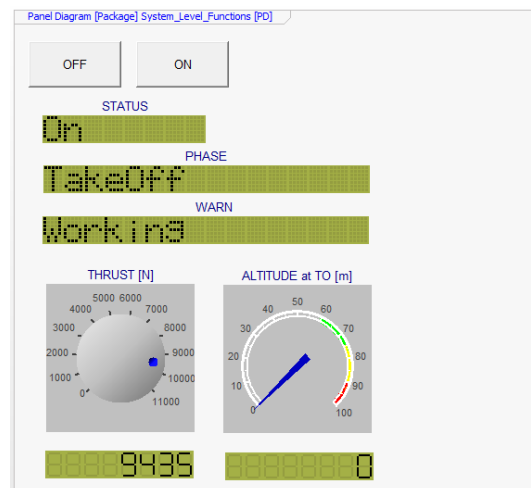 Panel Diagram [Package] System_Level_Functions [PD]
OFF ON
STATUS
On
PHASE
TakeOff
WARN
Working
THRUST [N] ALTITUDE at TO [m]
0 1000 2000 3000 4000 5000 6000 7000 8000 9000 10000 11000
0 10 20 30 40 50 60 70 80 90 100
9435 0